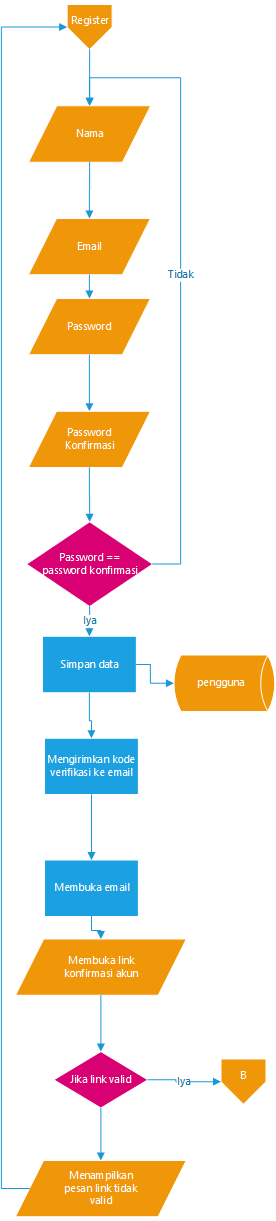 Register
Nama
Email
Tidak
Password
Password
Konfirmasi
Password ==
password konfirmasi
Iya
Simpan data
pengguna
Mengirimkan kode
verifikasi ke email
Membuka email
Membuka link
konfirmasi akun
Jika link valid
Iya
B
Menampilkan
pesan link tidak
valid